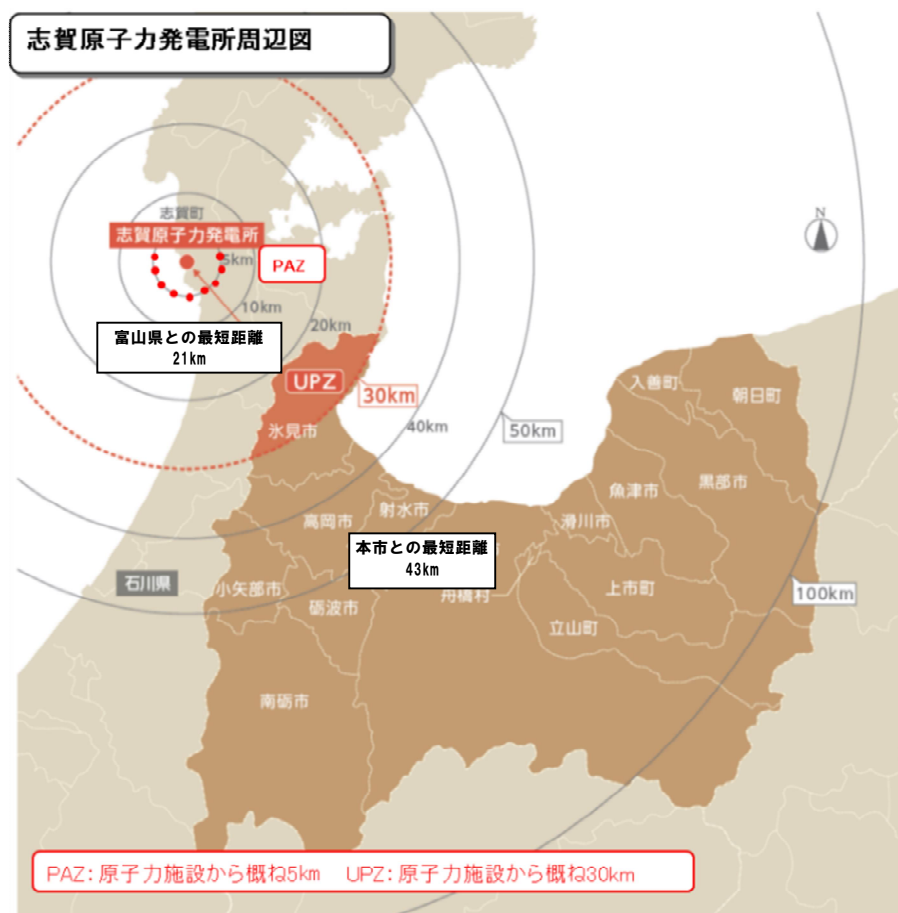 志賀原子力発電所周辺図
N
志賀町
志賀原子力発電所
5km
PAZ
10km
20km
富山県との最短距離
21km
UPZ
30km
氷見市
40km
50km
入善町
朝日町
黒部市
魚津市
滑川市
射水市
高岡市
本市との最短距離
43km
市
石川県
小矢部市
砺波市
舟橋村
上市町
立山町
100km
南砺市
PAZ:原子力施設から概ね5km UPZ:原子力施設から概ね30km